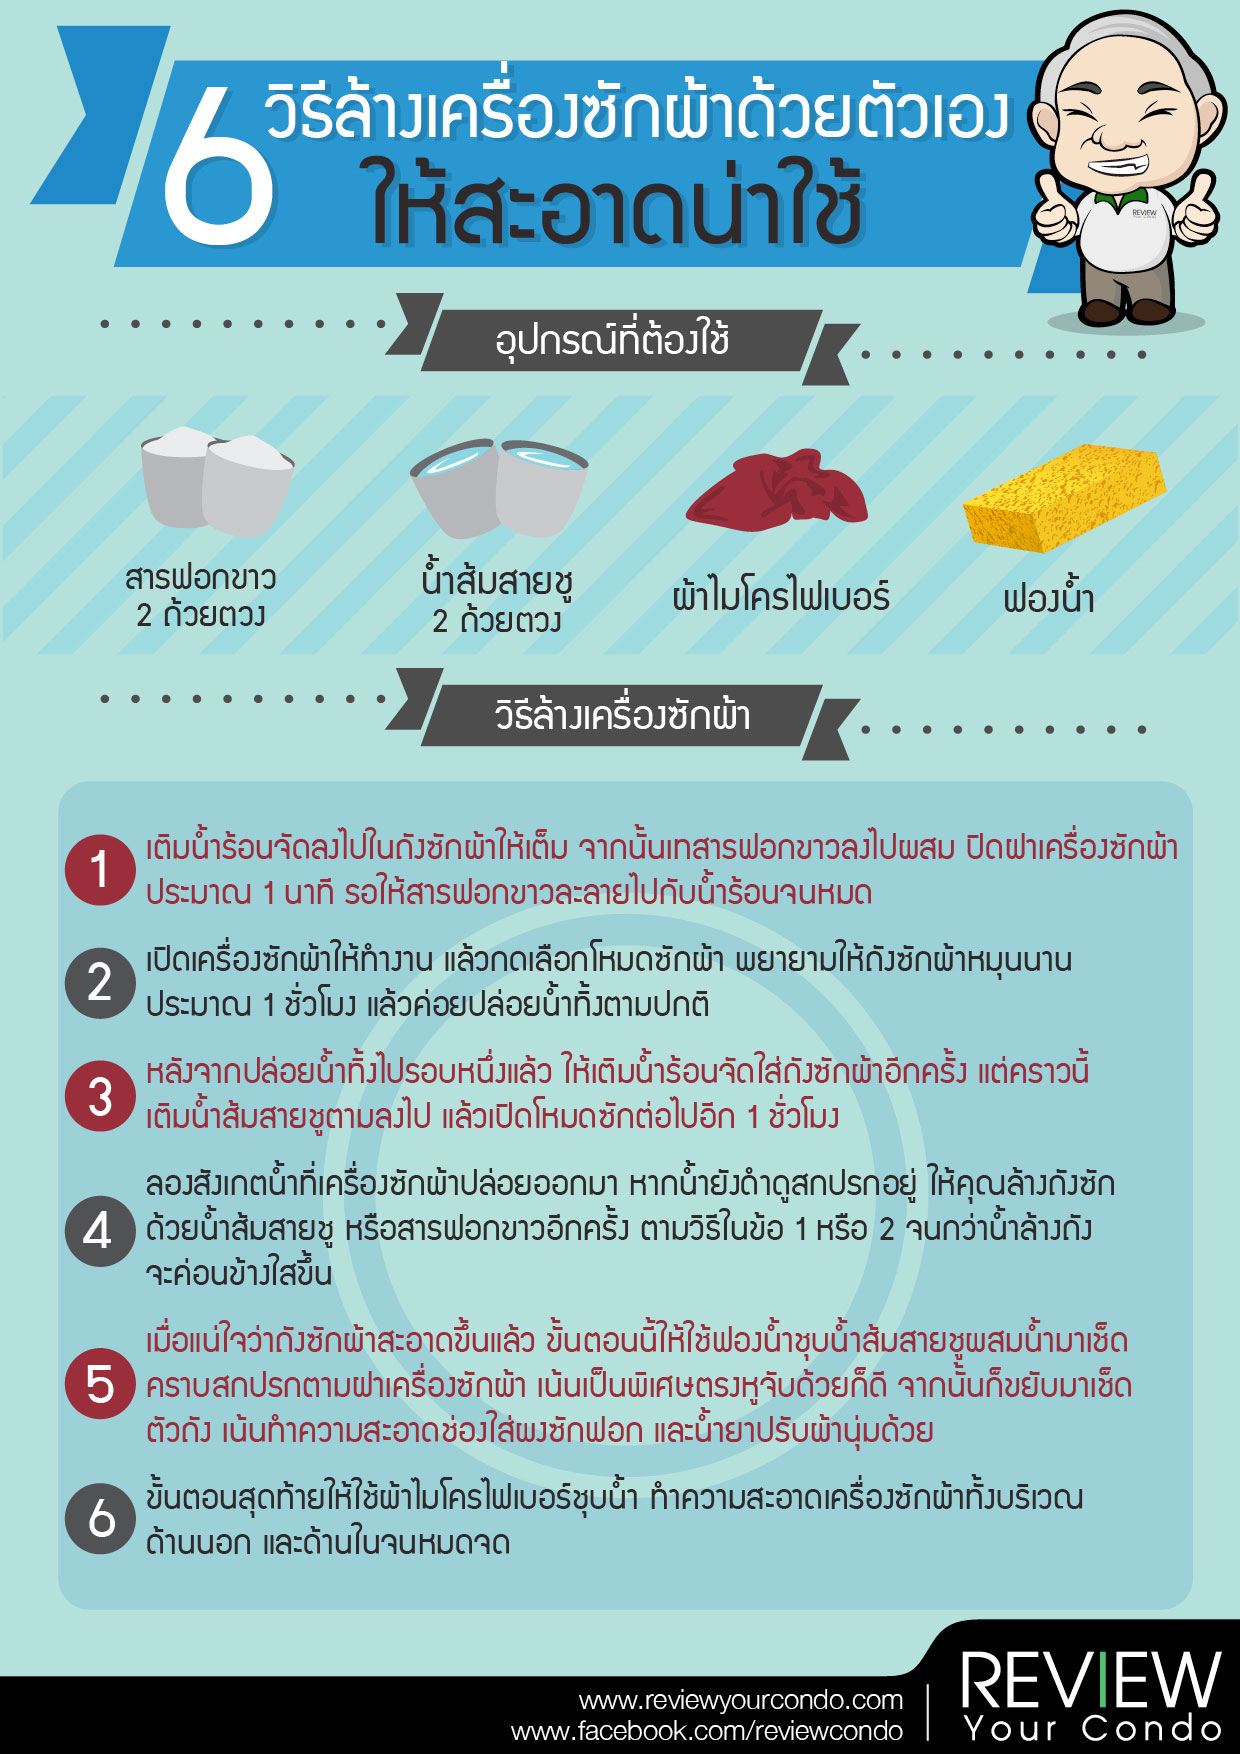 6 วิธีล้างเครื่องซักผ้าด้วยตัวเอง
ให้สะอาดน่าใช้
REVIEW
YOUR CONDO
อุปกรณ์ที่ต้องใช้
สารฟอกขาว
2 ถ้วยตวง
น้ำส้มสายชู
2 ถ้วยตวง
ผ้าไมโครไฟเบอร์
ฟองน้ำ
วิธีล้างเครื่องซักผ้า
1 เติมน้ำร้อนจัดลงไปในถังซักผ้าให้เต็ม จากนั้นเทสารฟอกขาวลงไปผสม ปิดฝาเครื่องซักผ้า
ประมาณ 1 นาที รอให้สารฟอกขาวละลายไปกับน้ำร้อนจนหมด
2 เปิดเครื่องซักผ้าให้ทำงาน แล้วกดเลือกโหมดซักผ้า พยายามให้ถังซักผ้าหมุนนาน
ประมาณ 1 ชั่วโมง แล้วค่อยปล่อยน้ำทิ้งตามปกติ
3 หลังจากปล่อยน้ำทิ้งไปรอบหนึ่งแล้ว ให้เติมน้ำร้อนจัดใส่ถังซักผ้าอีกครั้ง แต่คราวนี้
เติมน้ำส้มสายชูตามลงไป แล้วเปิดโหมดซักต่อไปอีก 1 ชั่วโมง
4 ลองสังเกตน้ำที่เครื่องซักผ้าปล่อยออกมา หากน้ำยังดำดูสกปรกอยู่ ให้คุณล้างถังซัก
ด้วยน้ำส้มสายชู หรือสารฟอกขาวอีกครั้ง ตามวิธีในข้อ 1 หรือ 2 จนกว่าน้ำล้างถัง
จะค่อนข้างใสขึ้น
5 เมื่อแน่ใจว่าถังซักผ้าสะอาดขึ้นแล้ว ขั้นตอนนี้ให้ใช้ฟองน้ำชุบน้ำส้มสายชูผสมน้ำมาเช็ด
คราบสกปรกตามฝาเครื่องซักผ้า เน้นเป็นพิเศษตรงหูจับด้วยก็ดี จากนั้นก็ขยับมาเช็ด
ตัวถัง เน้นทำความสะอาดช่องใส่ผงซักฟอก และน้ำยาปรับผ้านุ่มด้วย
6 ขั้นตอนสุดท้ายให้ใช้ผ้าไมโครไฟเบอร์ชุบน้ำ ทำความสะอาดเครื่องซักผ้าทั้งบริเวณ
ด้านนอก และด้านในจนหมดจด
www.reviewyourcondo.com
www.facebook.com/reviewcondo
REVIEW
Your Condo